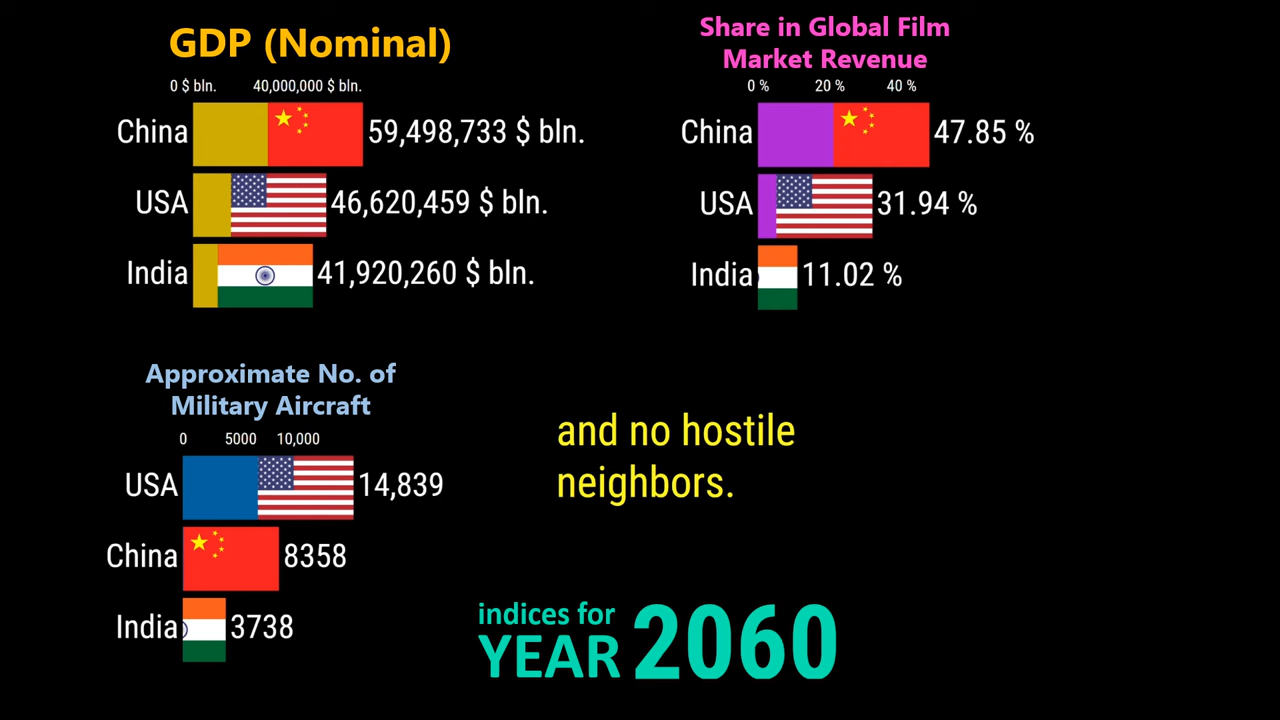 GDP (Nominal)
0 $ bln. 40,000,000 $ bln.
China 59,498,733 $ bln.
USA 46,620,459 $ bln.
India 41,920,260 $ bln.
Share in Global Film
Market Revenue
0 % 20 % 40 %
China 47.85 %
USA 31.94 %
India 11.02 %
Approximate No. of
Military Aircraft
0 5000 10,000
USA 14,839
China 8358
India 3738
and no hostile
neighbors.
indices for
YEAR 2060